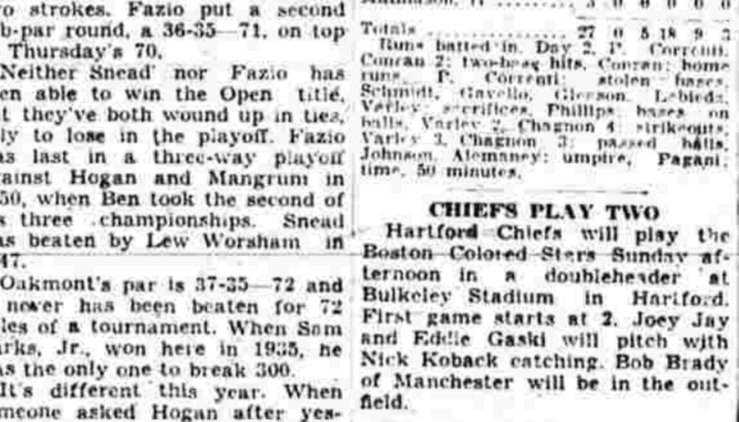 o strokes. Fazio put a second
b-par round, a 36-35—71, on top
Thursday's 70.
Neither Snead nor Fazio has
en able to win the Open title,
t they've both wound up in ties,
ly to lose in the playoff. Fazio
as last in a three-way playoff
ainst Hogan and Mangrum in
50, when Ben took the second of
s three championships. Snead
as beaten by Lew Worsham in
47.
Oakmont's par is 37-35—72 and
never has been beaten for 72
les of a tournament. When Sam
arks, Jr., won here in 1935, he
as the only one to break 300.
It's different this year. When
meone asked Hogan after yes-
Totals 27 0 5 18 9 3
Runs batted in, Day 2, P. Correnti,
Conran 2; two-base hits, Conran; home
runs, P. Correnti; stolen bases,
Schmidt, Gavello, Gleeson, Lebieda,
Varley; sacrifices, Phillips; bases on
balls, Varley 2, Chagnon 4; strikeouts,
Varley 3, Chagnon 3; passed balls,
Johnson, Alemaney; umpire, Pagani;
time, 50 minutes.
CHIEFS PLAY TWO
Hartford Chiefs will play the
Boston Colored Stars Sunday af-
ternoon in a doubleheader at
Bulkeley Stadium in Hartford.
First game starts at 2. Joey Jay
and Eddie Gaski will pitch with
Nick Koback catching. Bob Brady
of Manchester will be in the out-
field.